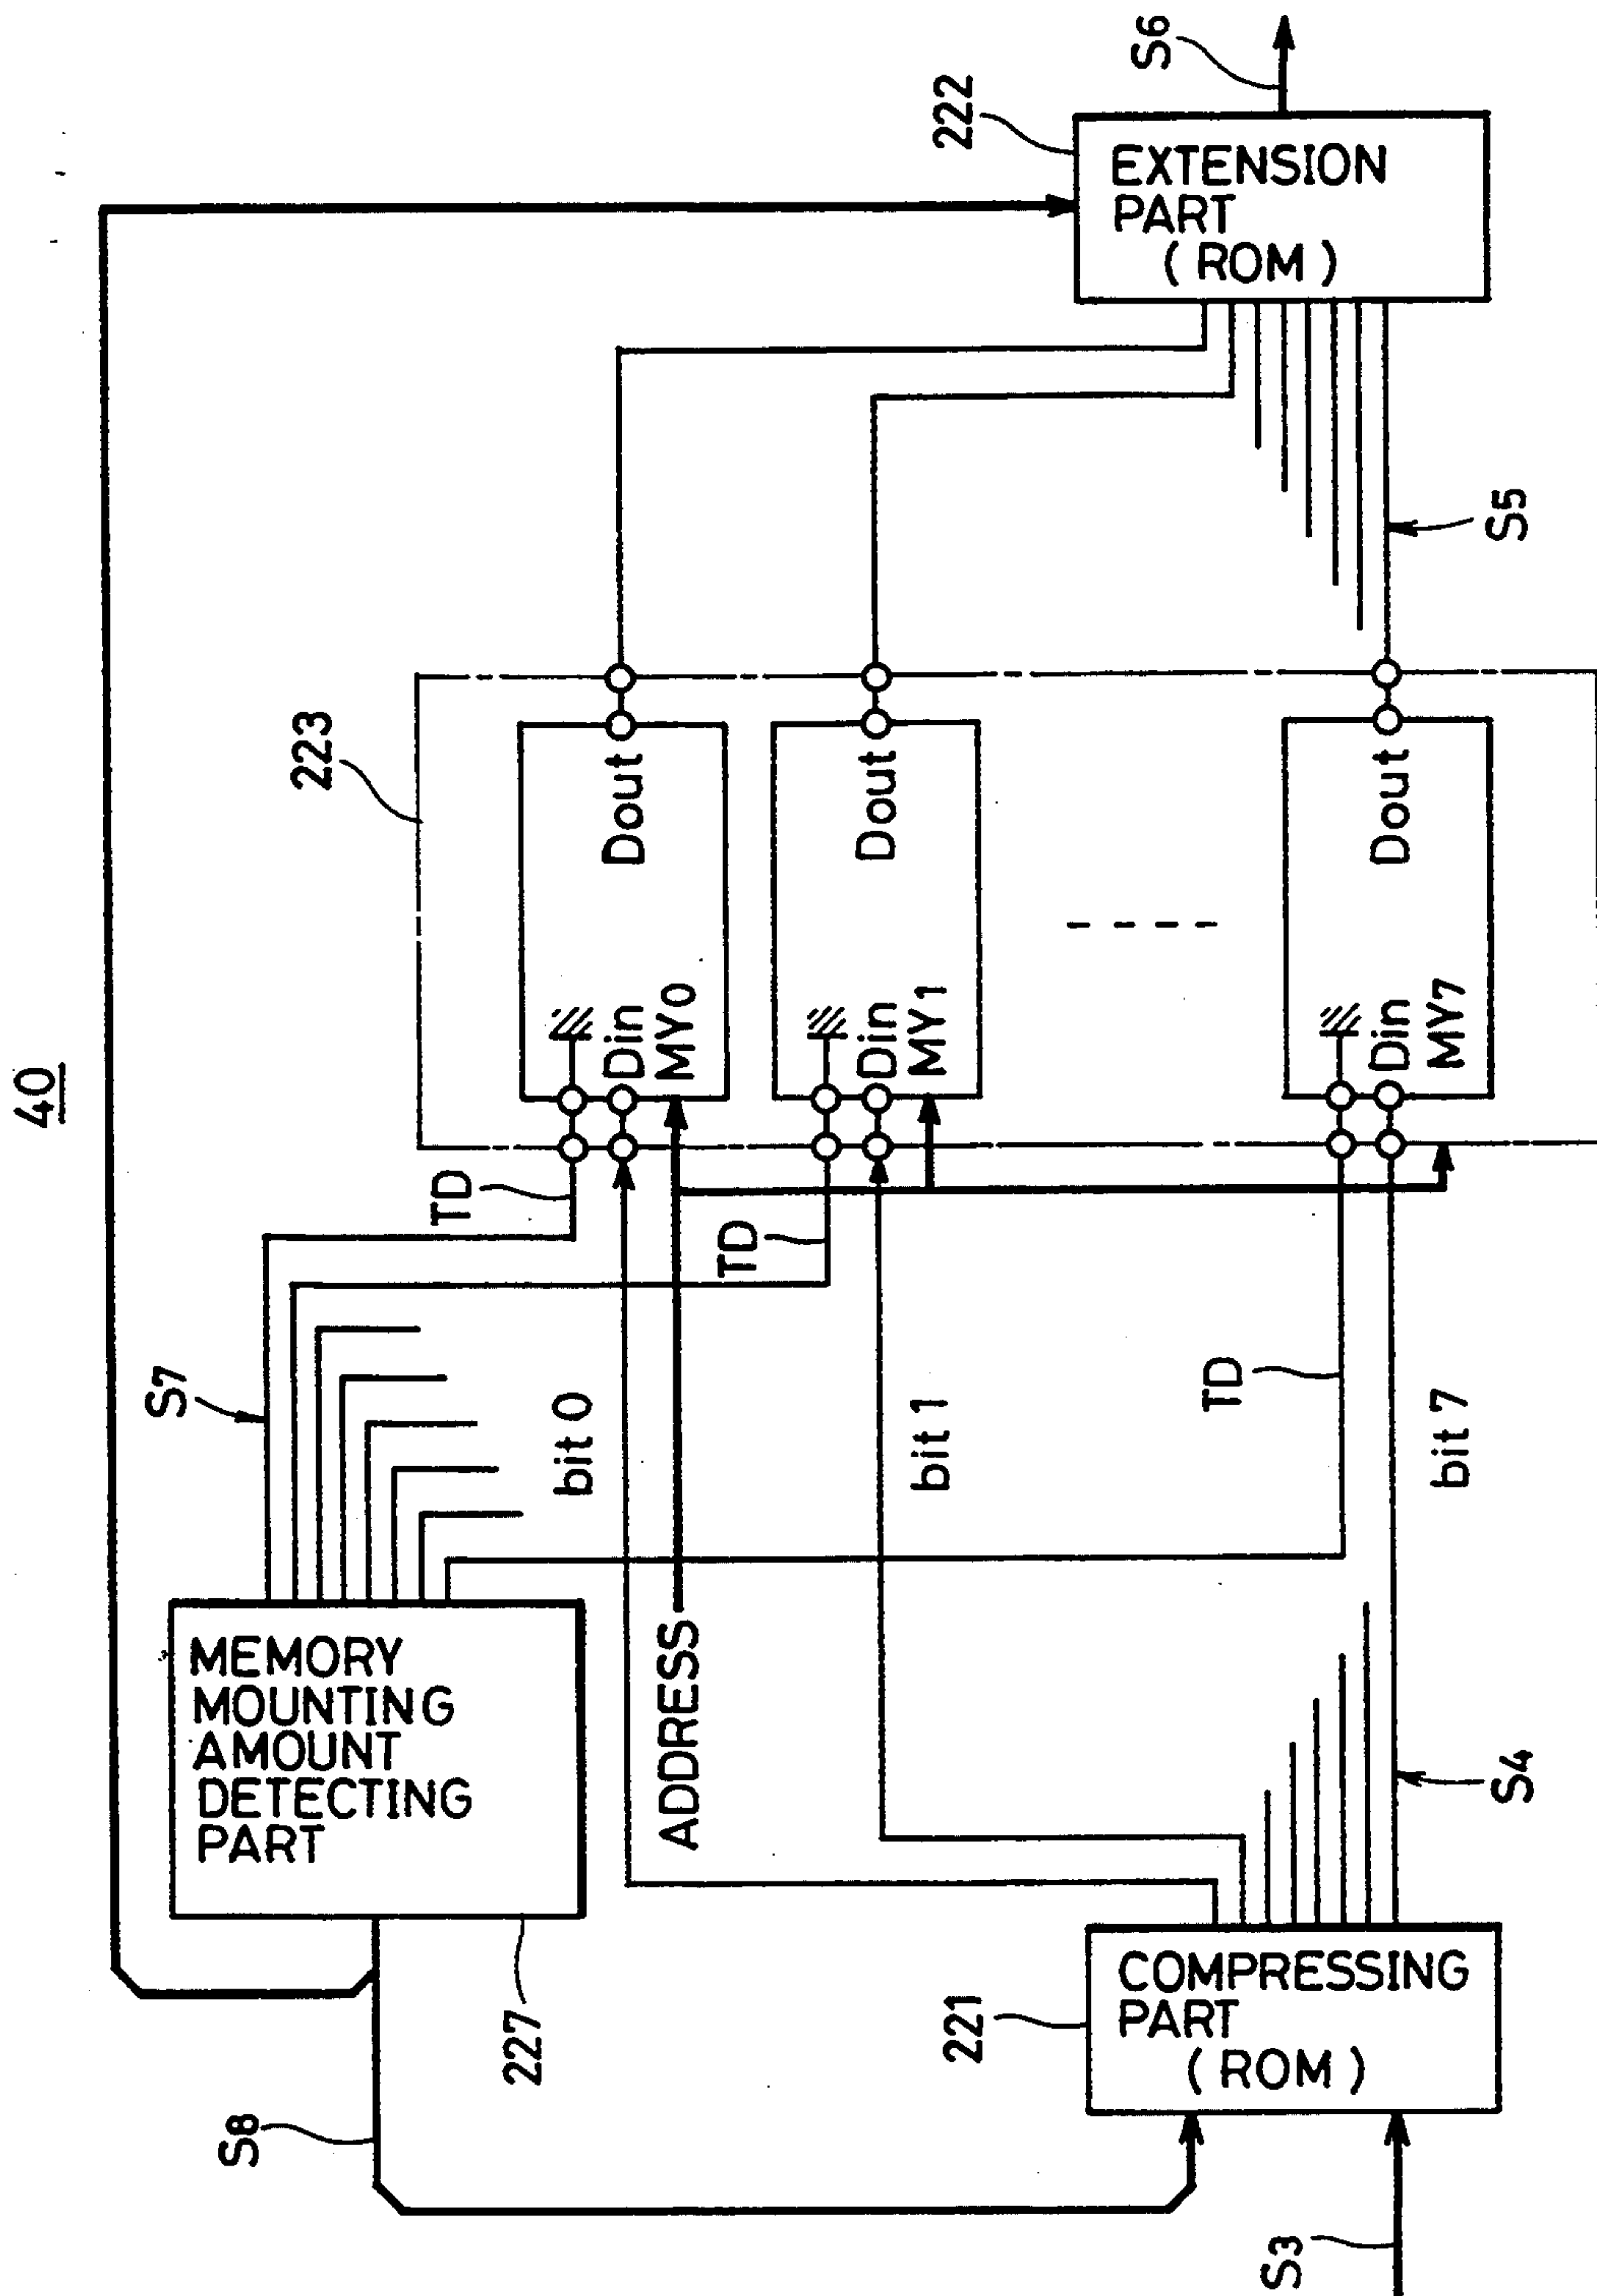 40
S7
TD
223
222
S6
MEMORY
MOUNTING
AMOUNT
DETECTING
PART
EXTENSION
PART
( ROM )
S8
227
bit 0
ADDRESS
TD
Din
MY0
Dout
bit 1
Din
MY1
Dout
221
COMPRESSING
PART
( ROM )
TD
- - - - -
Din
MY7
Dout
S3
S4
bit 7
S5